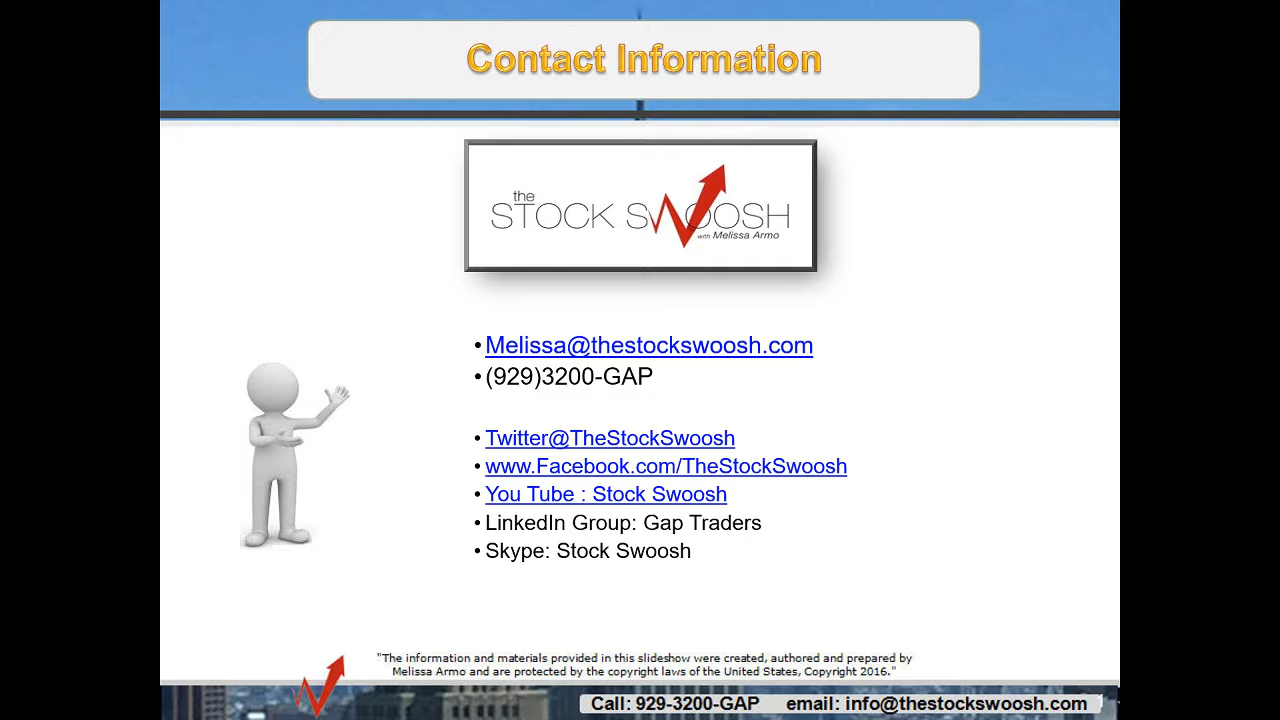 Contact Information
the
STOCK SWOOSH
with Melissa Armo
•Melissa@thestockswoosh.com
•(929)3200-GAP
•Twitter@TheStockSwoosh
•www.Facebook.com/TheStockSwoosh
•You Tube : Stock Swoosh
•LinkedIn Group: Gap Traders
•Skype: Stock Swoosh
"The information and materials provided in this slideshow were created, authored and prepared by
Melissa Armo and are protected by the copyright laws of the United States, Copyright 2016."
Call: 929-3200-GAP email: info@thestockswoosh.com